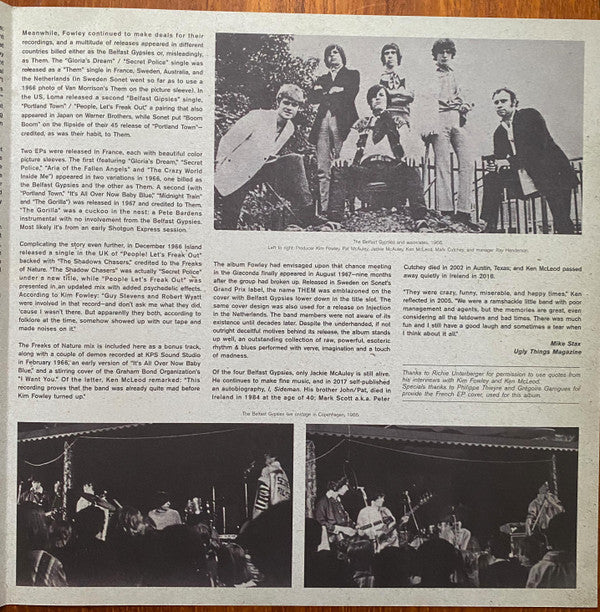 Meanwhile, Fowley continued to make deals for their
recording, and a multitude of releases appeared in different
countries billed either as the Belfast Gypsies or, misleadingly,
as Them. The "Gloria's Dream" / "Secret Police" single was
released as a "Them" single in France, Sweden, Australia, and
the Netherlands (in Sweden Sonet went so far as to use a
1966 photo of Van Morrison's Them on the picture sleeve). In
the US, Loma released a second "Belfast Gypsies" single,
"Portland Town" / "People, Let's Freak Out," a pairing that also
appeared in Japan on Warner Brothers, while Sonet put "Boom
Boom" on the flipside of their 45 release of "Portland Town"–
credited, as was their habit, to Them.
Two EPs were released in France, each with beautiful color
picture sleeves. The first (featuring "Gloria's Dream," "Secret
Police," "Aria of the Fallen Angels" and "The Crazy World
Inside Me") appeared in two variations in 1966, one billed as
the Belfast Gypsies and the other as Them. A second (with
"Portland Town," "It's All Over Now Baby Blue," "Midnight Train"
and "The Gorilla") was released in 1967 and credited to Them.
"The Gorilla" was a cuckoo in the nest: a Pete Bardens
instrumental with no involvement from the Belfast Gypsies.
Most likely it's from an early Shotgun Express session.
Complicating the story even further, in December 1966 Island
released a single in the UK of "People! Let's Freak Out"
backed with "The Shadows Chasers," credited to the Freaks
of Nature. "The Shadow Chasers" was actually "Secret Police"
under a new title, while "People Let's Freak Out" was
presented in an updated mix with added psychedelic effects.
According to Kim Fowley: "Guy Stevens and Robert Wyatt
were involved in that record—and don't ask me what they did,
'cause I wasn't there. But apparently they both, according to
folklore at the time, somehow showed up with our tape and
made noises on it."
The Freaks of Nature mix is included here as a bonus track,
along with a couple of demos recorded at KPS Sound Studio
in February 1966; an early version of "It's All Over Now Baby
Blue," and a stirring cover of the Graham Bond Organization's
"I Want You." Of the latter, Ken McLeod remarked: "This
recording proves that the band was already quite mad before
Kim Fowley turned up."
The Belfast Gypsies and associates, 1966.
Left to right: Producer Kim Fowley, Pat McAuley, Jackie McAuley, Ken McLeod, Mark Cutchey, and manager Ray Henderson.
The album Fowley had envisaged upon that chance meeting
in the Gioconda finally appeared in August 1967–nine months
after the group had broken up. Released in Sweden on Sonet's
Grand Prix label, the name THEM was emblazoned on the
cover with Belfast Gypsies lower down in the title slot. The
same cover design was also used for a release on Injection
in the Netherlands. The band members were not aware of its
existence until decades later. Despite the underhanded, if not
outright deceitful motives behind its release, the album stands
up well, an outstanding collection of raw, powerful, esoteric
rhythm & blues performed with verve, imagination and a touch
of madness.
Of the four Belfast Gypsies, only Jackie McAuley is still alive.
He continues to make fine music, and in 2017 self-published
an autobiography, I, Sideman. His brother John/Pat, died in
Ireland in 1984 at the age of 40; Mark Scott a.k.a. Peter
Cutchey died in 2002 in Austin, Texas; and Ken McLeod passed
away quietly in Ireland in 2018.
"They were crazy, funny, miserable, and happy times," Ken
reflected in 2005. "We were a ramshackle little band with poor
management and agents, but the memories are great, even
considering all the letdowns and bad times. There was much
fun and I still have a good laugh and sometimes a tear when
I think about it all."
Mike Stax
Ugly Things Magazine
Thanks to Richie Unterberger for permission to use quotes from
his interviews with Kim Fowley and Ken McLeod.
Specials thanks to Philippe Thieyre and Grégoire Garrigues for
provide the French EP cover, used for this album.
The Belfast Gypsies live onstage in Copenhagen, 1966.